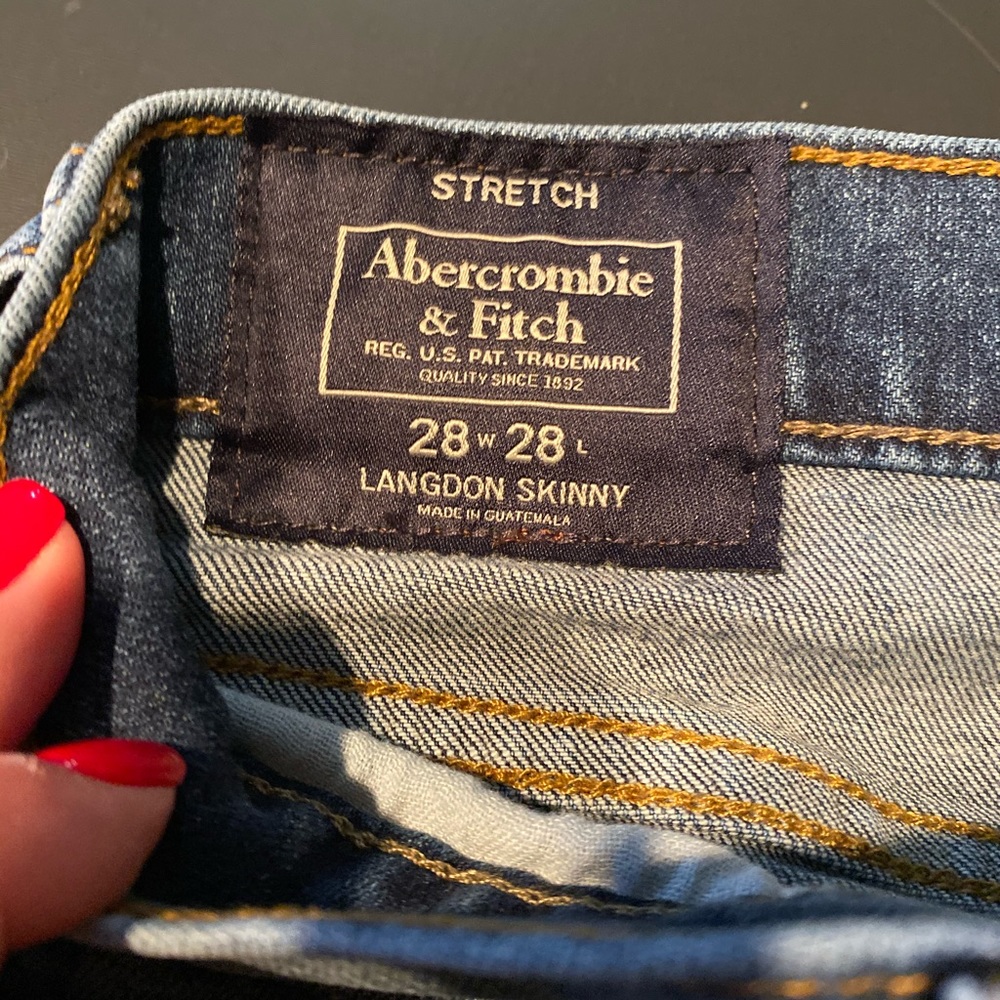 STRETCH
Abercrombie
& Fitch
REG. U.S. PAT. TRADEMARK
QUALITY SINCE 1892
28 W 28 L
LANGDON SKINNY
MADE IN GUATEMALA